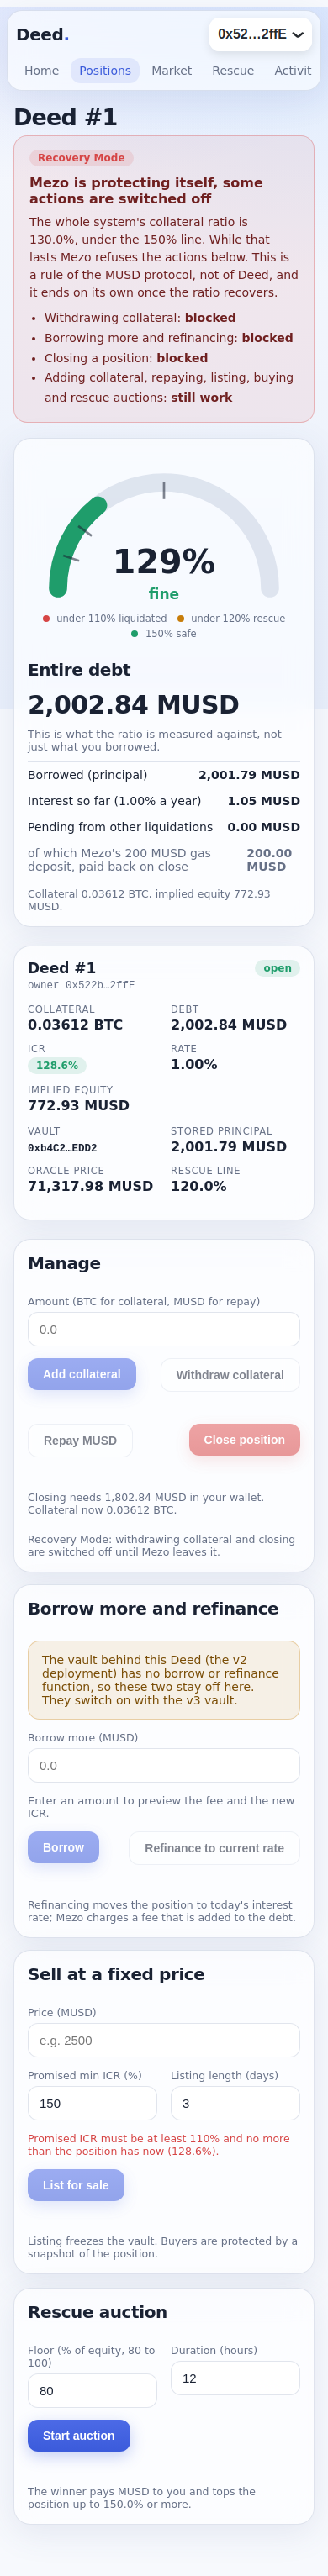 Deed.
0x52...2ffE
Home Positions Market Rescue Activit
Deed #1
Recovery Mode
Mezo is protecting itself, some
actions are switched off
The whole system's collateral ratio is
130.0%, under the 150% line. While that
lasts Mezo refuses the actions below. This is
a rule of the MUSD protocol, not of Deed, and
it ends on its own once the ratio recovers.
• Withdrawing collateral: blocked
• Borrowing more and refinancing: blocked
• Closing a position: blocked
• Adding collateral, repaying, listing, buying
and rescue auctions: still work
129%
fine
under 110% liquidated under 120% rescue
150% safe
Entire debt
2,002.84 MUSD
This is what the ratio is measured against, not
just what you borrowed.
Borrowed (principal) 2,001.79 MUSD
Interest so far (1.00% a year) 1.05 MUSD
Pending from other liquidations 0.00 MUSD
of which Mezo's 200 MUSD gas 200.00
deposit, paid back on close MUSD
Collateral 0.03612 BTC, implied equity 772.93
MUSD.
Deed #1 open
owner 0x522b…2ffE
COLLATERAL DEBT
0.03612 BTC 2,002.84 MUSD
ICR RATE
128.6% 1.00%
IMPLIED EQUITY
772.93 MUSD
VAULT STORED PRINCIPAL
0xb4C2…EDD2 2,001.79 MUSD
ORACLE PRICE RESCUE LINE
71,317.98 MUSD 120.0%
Manage
Amount (BTC for collateral, MUSD for repay)
0.0
Add collateral Withdraw collateral
Repay MUSD Close position
Closing needs 1,802.84 MUSD in your wallet.
Collateral now 0.03612 BTC.
Recovery Mode: withdrawing collateral and closing
are switched off until Mezo leaves it.
Borrow more and refinance
The vault behind this Deed (the v2
deployment) has no borrow or refinance
function, so these two stay off here.
They switch on with the v3 vault.
Borrow more (MUSD)
0.0
Enter an amount to preview the fee and the new
ICR.
Borrow Refinance to current rate
Refinancing moves the position to today's interest
rate; Mezo charges a fee that is added to the debt.
Sell at a fixed price
Price (MUSD)
e.g. 2500
Promised min ICR (%) Listing length (days)
150 3
Promised ICR must be at least 110% and no more
than the position has now (128.6%).
List for sale
Listing freezes the vault. Buyers are protected by a
snapshot of the position.
Rescue auction
Floor (% of equity, 80 to Duration (hours)
100)
80 12
Start auction
The winner pays MUSD to you and tops the
position up to 150.0% or more.